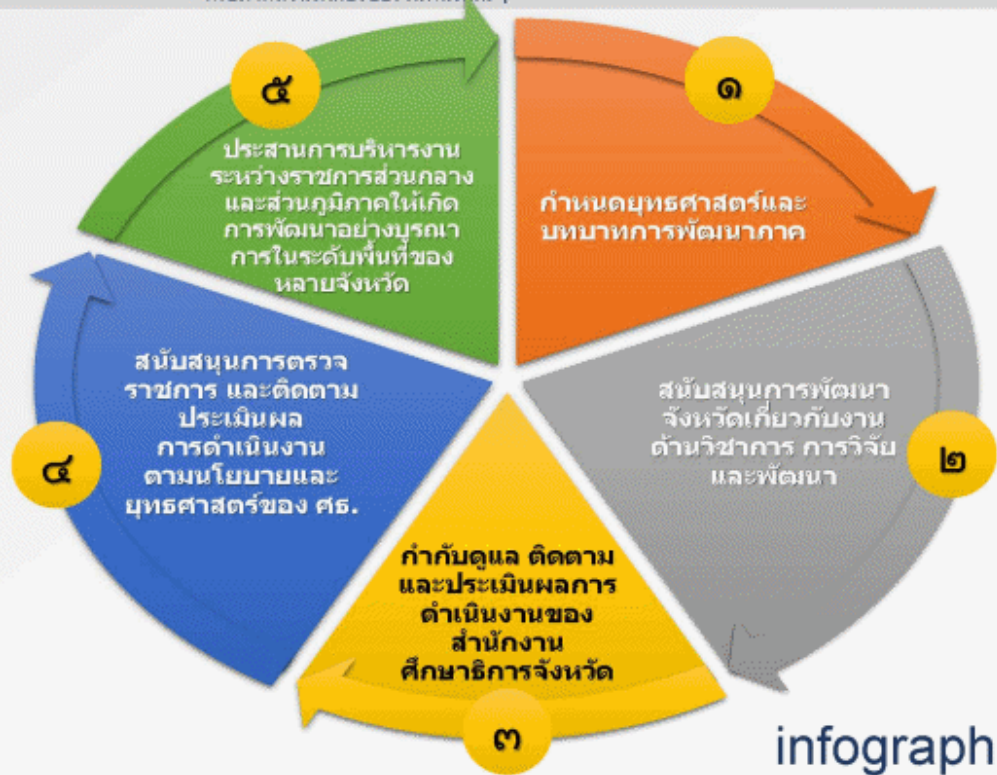 ๑
กำหนดยุทธศาสตร์และ
บทบาทการพัฒนาภาค
๒
สนับสนุนการพัฒนา
จังหวัดเกี่ยวกับงาน
ด้านวิชาการ การวิจัย
และพัฒนา
๓
กำกับดูแล ติดตาม
และประเมินผลการ
ดำเนินงานของ
สำนักงาน
ศึกษาธิการจังหวัด
๔
สนับสนุนการตรวจ
ราชการ และติดตาม
ประเมินผล
การดำเนินงาน
ตามนโยบายและ
ยุทธศาสตร์ของ ศธ.
๕
ประสานการบริหารงาน
ระหว่างราชการส่วนกลาง
และส่วนภูมิภาคให้เกิด
การพัฒนาอย่างบูรณา
การในระดับพื้นที่ของ
หลายจังหวัด
infograph